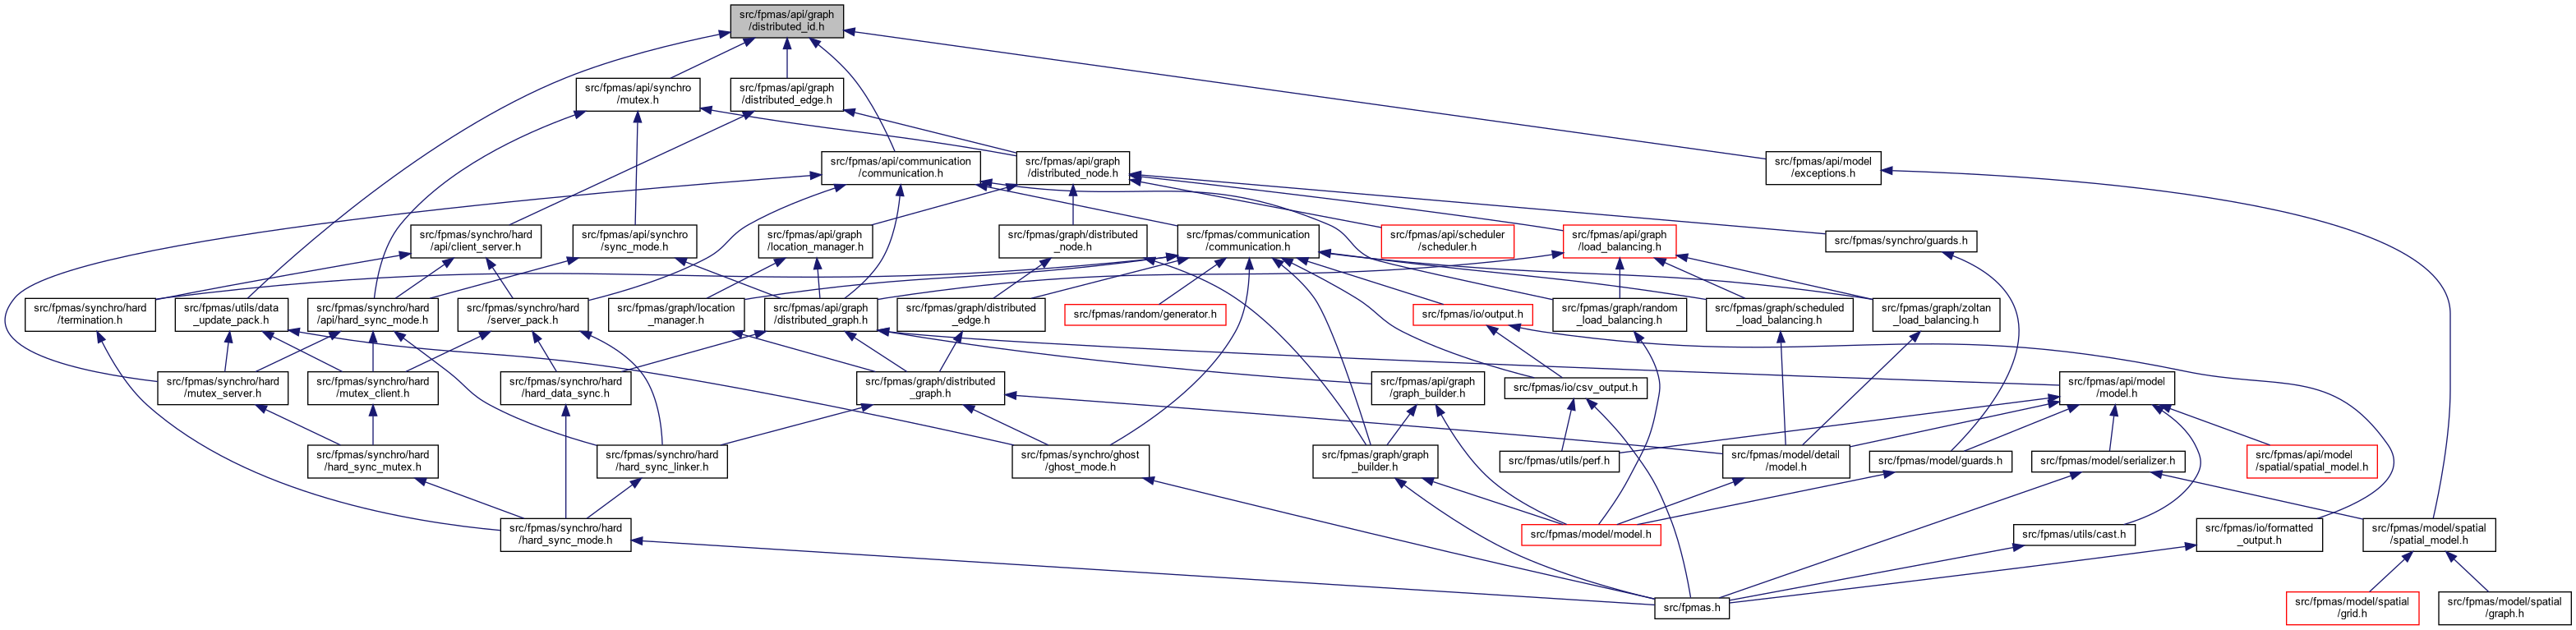 src/fpmas/api/graph
/distributed_id.h
src/fpmas/api/synchro
/mutex.h
src/fpmas/api/graph
/distributed_edge.h
src/fpmas/api/communication
/communication.h
src/fpmas/api/graph
/distributed_node.h
src/fpmas/api/model
/exceptions.h
src/fpmas/synchro/hard
/api/client_server.h
src/fpmas/api/synchro
/sync_mode.h
src/fpmas/api/graph
/location_manager.h
src/fpmas/graph/distributed
_node.h
src/fpmas/communication
/communication.h
src/fpmas/api/scheduler
/scheduler.h
src/fpmas/api/graph
/load_balancing.h
src/fpmas/synchro/guards.h
src/fpmas/synchro/hard
/termination.h
src/fpmas/utils/data
_update_pack.h
src/fpmas/synchro/hard
/api/hard_sync_mode.h
src/fpmas/synchro/hard
/server_pack.h
src/fpmas/graph/location
_manager.h
src/fpmas/api/graph
/distributed_graph.h
src/fpmas/graph/distributed
_edge.h
src/fpmas/random/generator.h
src/fpmas/io/output.h
src/fpmas/graph/random
_load_balancing.h
src/fpmas/graph/scheduled
_load_balancing.h
src/fpmas/graph/zoltan
_load_balancing.h
src/fpmas/synchro/hard
/mutex_server.h
src/fpmas/synchro/hard
/mutex_client.h
src/fpmas/synchro/hard
/hard_data_sync.h
src/fpmas/graph/distributed
_graph.h
src/fpmas/api/graph
/graph_builder.h
src/fpmas/io/csv_output.h
src/fpmas/api/model
/model.h
src/fpmas/synchro/hard
/hard_sync_mutex.h
src/fpmas/synchro/hard
/hard_sync_linker.h
src/fpmas/synchro/ghost
/ghost_mode.h
src/fpmas/graph/graph
_builder.h
src/fpmas/utils/perf.h
src/fpmas/model/detail
/model.h
src/fpmas/model/guards.h
src/fpmas/model/serializer.h
src/fpmas/api/model
/spatial/spatial_model.h
src/fpmas/synchro/hard
/hard_sync_mode.h
src/fpmas/model/model.h
src/fpmas/utils/cast.h
src/fpmas/io/formatted
_output.h
src/fpmas/model/spatial
/spatial_model.h
src/fpmas.h
src/fpmas/model/spatial
/grid.h
src/fpmas/model/spatial
/graph.h